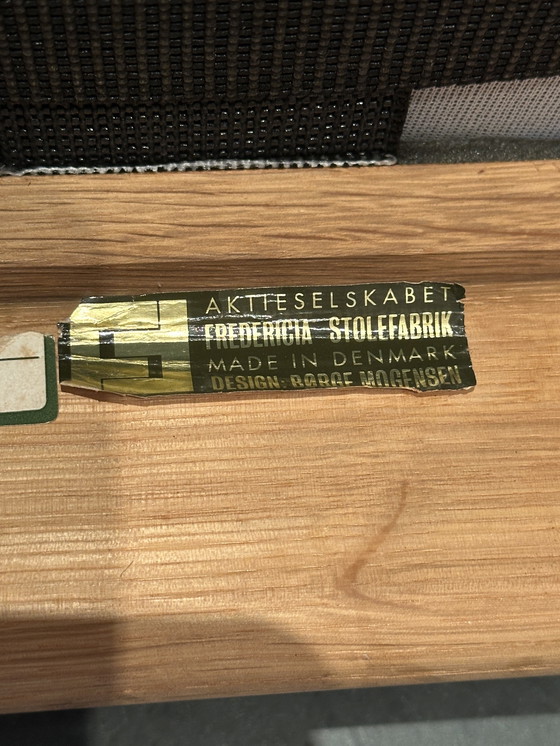 AKTIESELSKABET
FREDERICIA STOLEFABRIK
MADE IN DENMARK
DESIGN: BØRGE MOGENSEN